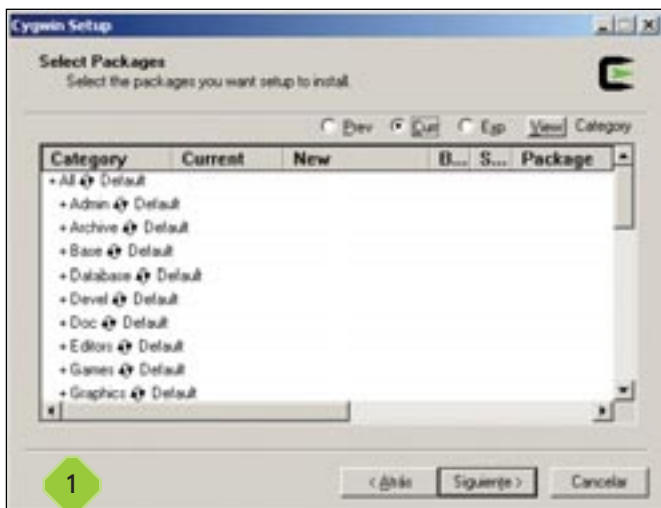 Cygwin Setup
Select Packages
Select the packages you want setup to install.
Prev Curr Exp View Category
Category Current New B... S... Package
+ All Default
+ Admin Default
+ Archive Default
+ Base Default
+ Database Default
+ Devel Default
+ Doc Default
+ Editors Default
+ Games Default
+ Graphics Default
1
< Atrás Siguiente > Cancelar